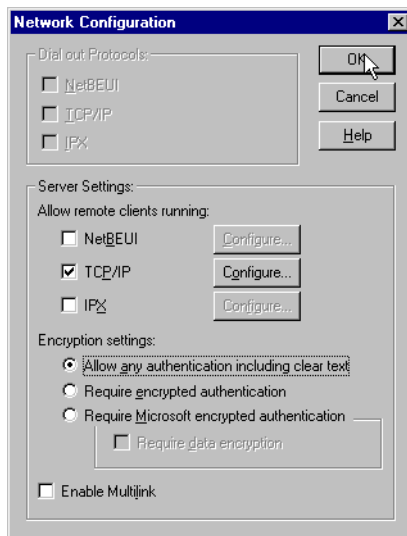 Network Configuration
Dial out Protocols:
OK
NetBEUI
Cancel
TCP/IP
IPX
Help
Server Settings:
Allow remote clients running:
NetBEUI
Configure...
TCP/IP
Configure...
IPX
Configure...
Encryption settings:
Allow any authentication including clear text
Require encrypted authentication
Require Microsoft encrypted authentication
Require data encryption
Enable Multilink